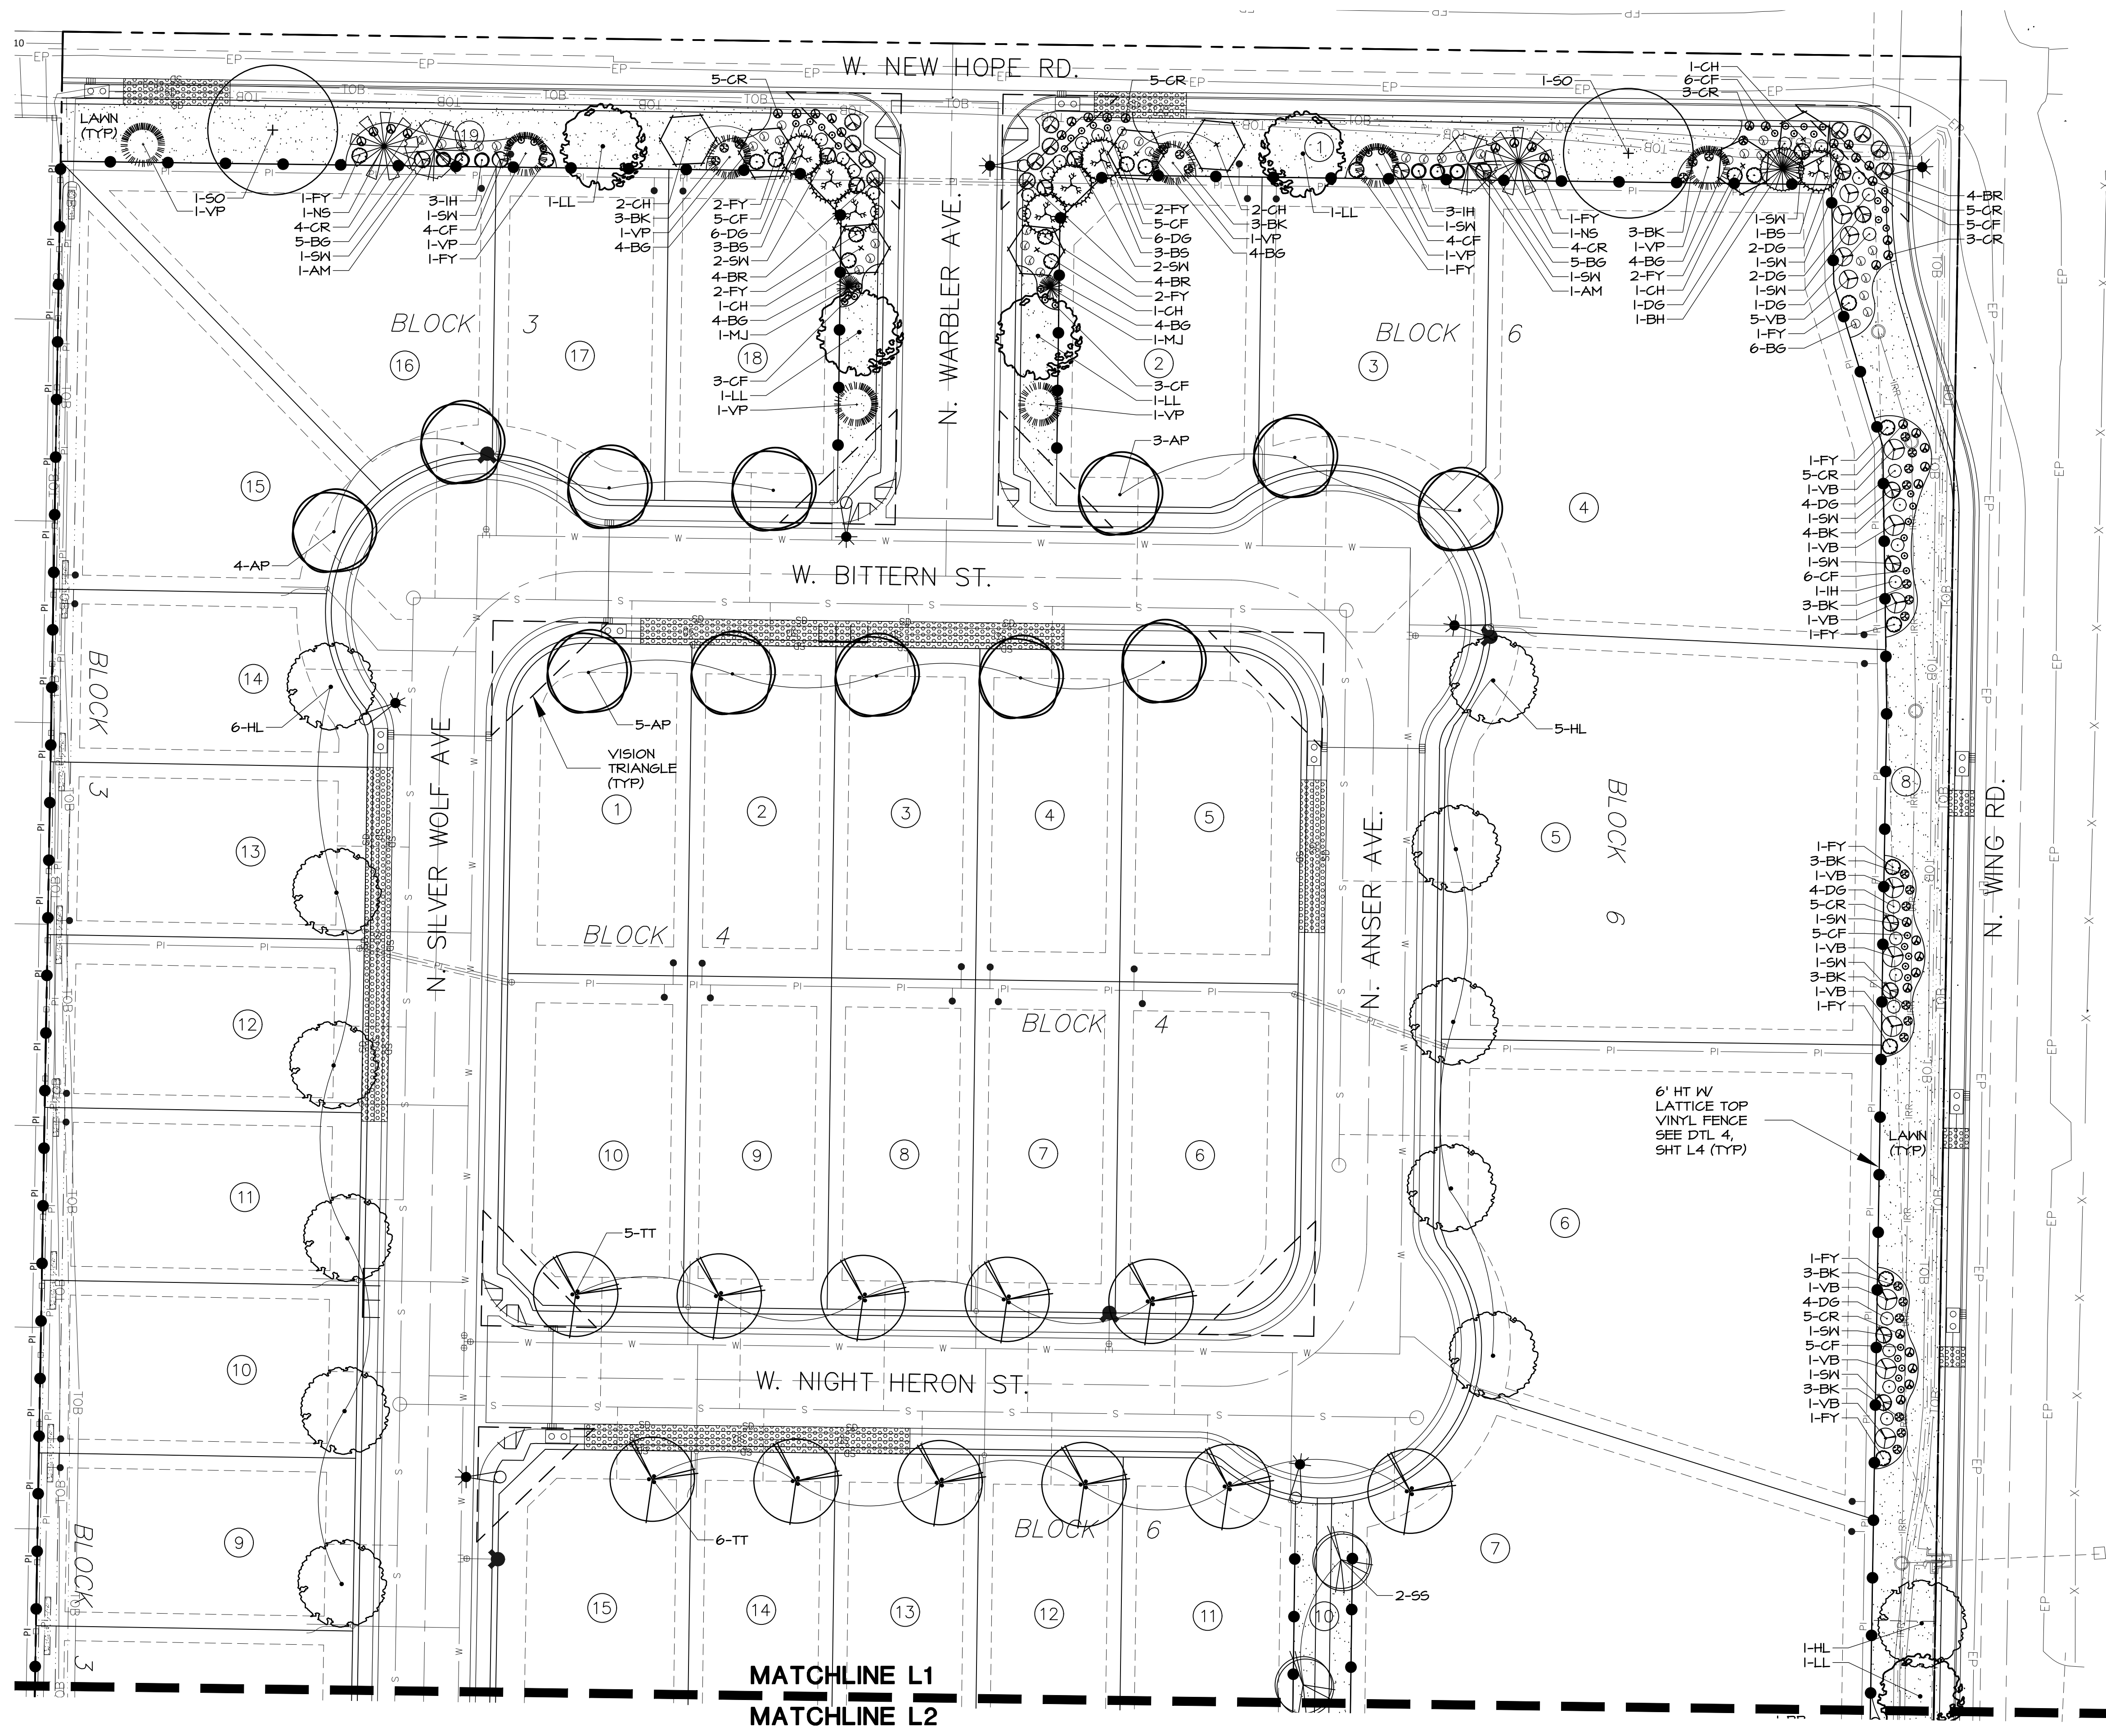 W. NEW HOPE RD.
10
LAWN
(TYP)
19
5-CR
5-CR
1
1-SO
1-CH
6-CF
3-CR
1-SO
1-VP
1-FY
1-NS
4-CR
5-BG
1-SW
1-AM
3-IH
1-SW
4-CF
1-VP
1-FY
1-LL
2-CH
3-BK
1-VP
4-BG
2-FY
5-CF
6-DG
3-BS
2-SW
4-BR
2-FY
1-CH
4-BG
1-MJ
3-CF
1-LL
1-VP
N. WARBLER AVE.
2-FY
5-CF
6-DG
3-BS
2-SW
4-BR
2-FY
1-CH
4-BG
1-MJ
3-CF
1-LL
1-VP
3-AP
2-CH
3-BK
1-VP
4-BG
1-LL
3-IH
1-SW
4-CF
1-VP
1-FY
1-FY
1-NS
4-CR
5-BG
1-SW
1-AM
3-BK
1-VP
4-BG
2-FY
1-CH
1-DG
1-BH
1-SW
1-BS
2-DG
1-SW
2-DG
1-SW
1-DG
5-VB
1-FY
6-BG
4-BR
5-CR
5-CF
3-CR
BLOCK 3
16
17
18
2
3
BLOCK 6
15
4
4-AP
1-FY
5-CR
1-VB
4-DG
1-SW
4-BK
1-VB
1-SW
6-CF
1-IH
3-BK
1-VB
1-FY
W. BITTERN ST.
BLOCK 3
14
6-HL
N. SILVER WOLF AVE
5-AP
VISION
TRIANGLE
(TYP)
5-HL
1
2
3
4
5
N. ANSER AVE.
5
BLOCK 6
8
N. WING RD.
13
BLOCK 4
1-FY
3-BK
1-VB
4-DG
5-CR
1-SW
5-CF
1-VB
1-SW
3-BK
1-VB
1-FY
12
BLOCK 4
6' HT W/
LATTICE TOP
VINYL FENCE
SEE DTL 4,
SHT L4 (TYP)
LAWN
(TYP)
11
10
9
8
7
6
6
5-TT
1-FY
3-BK
1-VB
4-DG
5-CR
1-SW
5-CF
1-VB
1-SW
3-BK
1-VB
1-FY
10
W. NIGHT HERON ST.
BLOCK 3
9
6-TT
BLOCK 6
7
2-SS
15
14
13
12
11
10
1-HL
1-LL
MATCHLINE L1
MATCHLINE L2